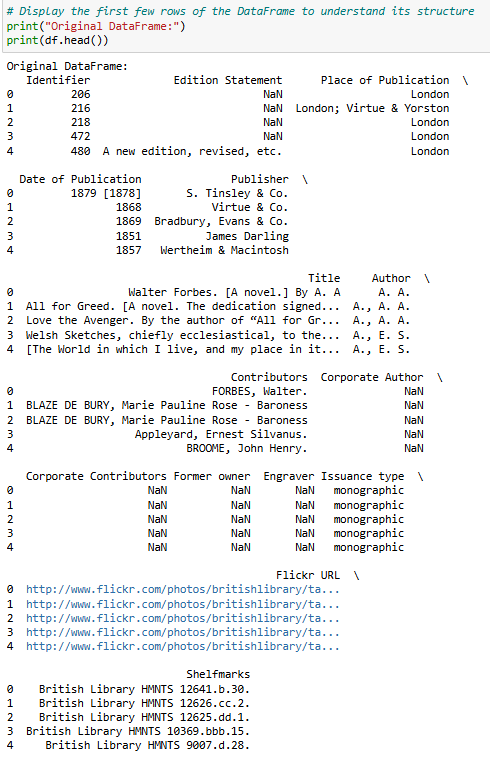 # Display the first few rows of the DataFrame to understand its structure
print("Original DataFrame:")
print(df.head())
Original DataFrame:
   Identifier             Edition Statement      Place of Publication  \
0         206                           NaN                    London
1         216                           NaN  London; Virtue & Yorston
2         218                           NaN                    London
3         472                           NaN                    London
4         480  A new edition, revised, etc.                    London
  Date of Publication              Publisher  \
0         1879 [1878]       S. Tinsley & Co.
1                1868           Virtue & Co.
2                1869  Bradbury, Evans & Co.
3                1851          James Darling
4                1857   Wertheim & Macintosh
                                               Title     Author  \
0                  Walter Forbes. [A novel.] By A. A      A. A.
1  All for Greed. [A novel. The dedication signed...  A., A. A.
2  Love the Avenger. By the author of “All for Gr...  A., A. A.
3  Welsh Sketches, chiefly ecclesiastical, to the...  A., E. S.
4  [The World in which I live, and my place in it...  A., E. S.
                                   Contributors  Corporate Author  \
0                               FORBES, Walter.               NaN
1  BLAZE DE BURY, Marie Pauline Rose - Baroness               NaN
2  BLAZE DE BURY, Marie Pauline Rose - Baroness               NaN
3                   Appleyard, Ernest Silvanus.               NaN
4                           BROOME, John Henry.               NaN
   Corporate Contributors Former owner  Engraver Issuance type  \
0                     NaN          NaN       NaN   monographic
1                     NaN          NaN       NaN   monographic
2                     NaN          NaN       NaN   monographic
3                     NaN          NaN       NaN   monographic
4                     NaN          NaN       NaN   monographic
                                          Flickr URL  \
0  http://www.flickr.com/photos/britishlibrary/ta...
1  http://www.flickr.com/photos/britishlibrary/ta...
2  http://www.flickr.com/photos/britishlibrary/ta...
3  http://www.flickr.com/photos/britishlibrary/ta...
4  http://www.flickr.com/photos/britishlibrary/ta...
                            Shelfmarks
0    British Library HMNTS 12641.b.30.
1    British Library HMNTS 12626.cc.2.
2    British Library HMNTS 12625.dd.1.
3  British Library HMNTS 10369.bbb.15.
4     British Library HMNTS 9007.d.28.